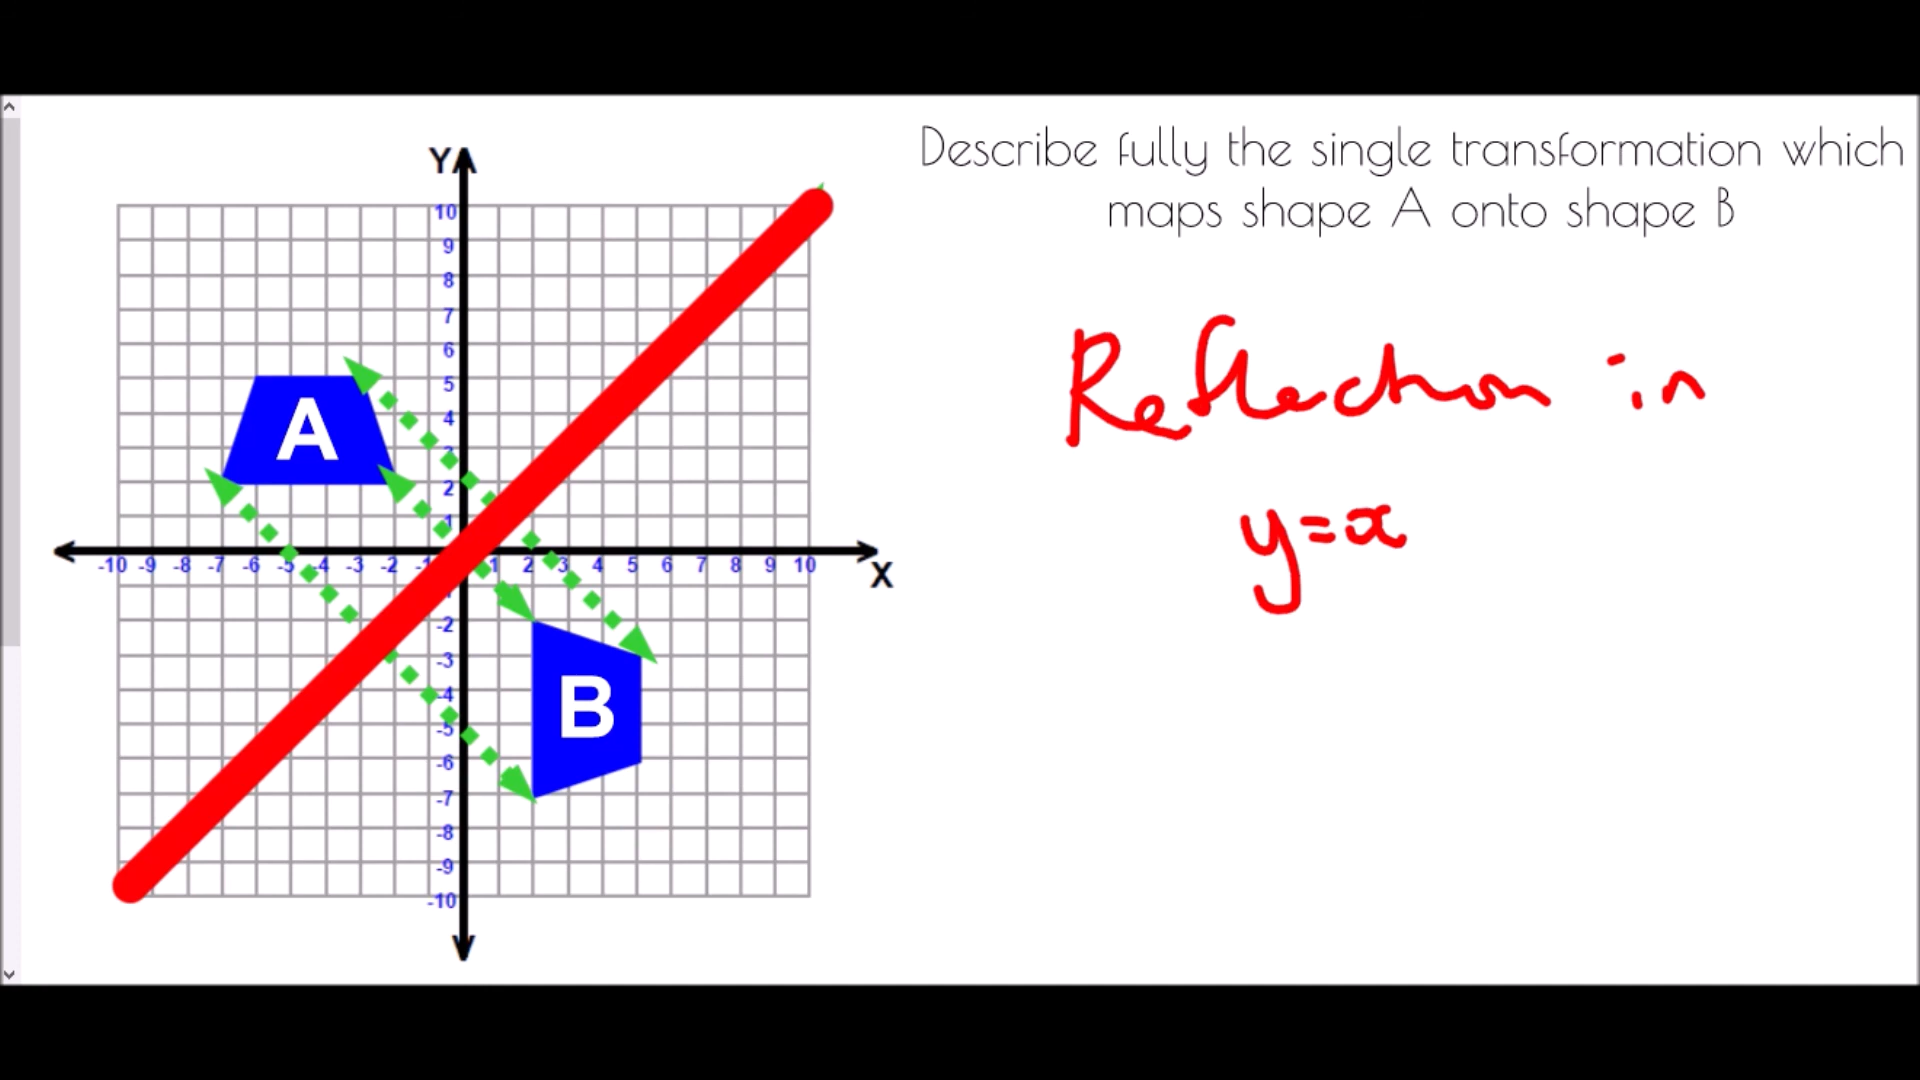 Describe fully the single transformation which
maps shape A onto shape B
Reflection in
y=x
Y
10
9
8
7
6
5
4
3
2
1
A
-10 -9 -8 -7 -6 -5 -4 -3 -2 -1 1 2 3 4 5 6 7 8 9 10
X
-2
-3
-4
-5
-6
-7
-8
-9
-10
B